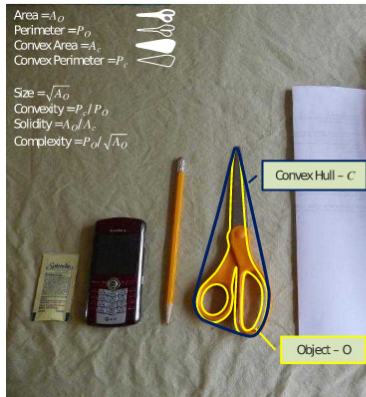 Area =A_O
Perimeter =P_O
Convex Area =A_c
Convex Perimeter =P_c
Size =√A_O
Convexity =P_c/P_O
Solidity =A_O/A_c
Complexity =P_O/√A_O
Convex Hull – C
Splenda
Object – O